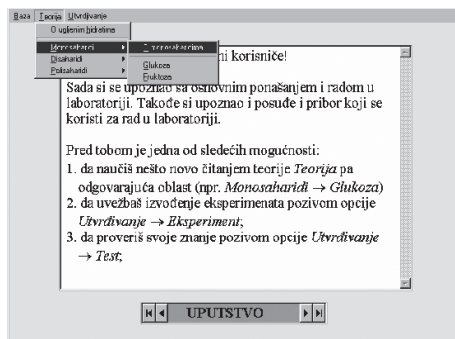 Baza Teorija Utvrdjivanje
O ugljenim hidratima
Monosaharidi
Disaharidi
Polisaharidi
O monosaharidima
Glukoza
Fruktoza
ni korisniče!
Sada si se upoznao sa osnovnim ponašanjem i radom u
laboratoriji. Takođe si upoznao i posuđe i pribor koji se
koristi za rad u laboratoriji.
Pred tobom je jedna od sledećih mogućnosti:
1. da naučiš nešto novo čitanjem teorije Teorija pa
odgovarajuća oblast (npr. Monosaharidi → Glukoza)
2. da uvežbaš izvođenje eksperimenata pozivom opcije
Utvrđivanje → Eksperiment;
3. da proveriš svoje znanje pozivom opcije Utvrđivanje
→ Test;
UPUTSTVO